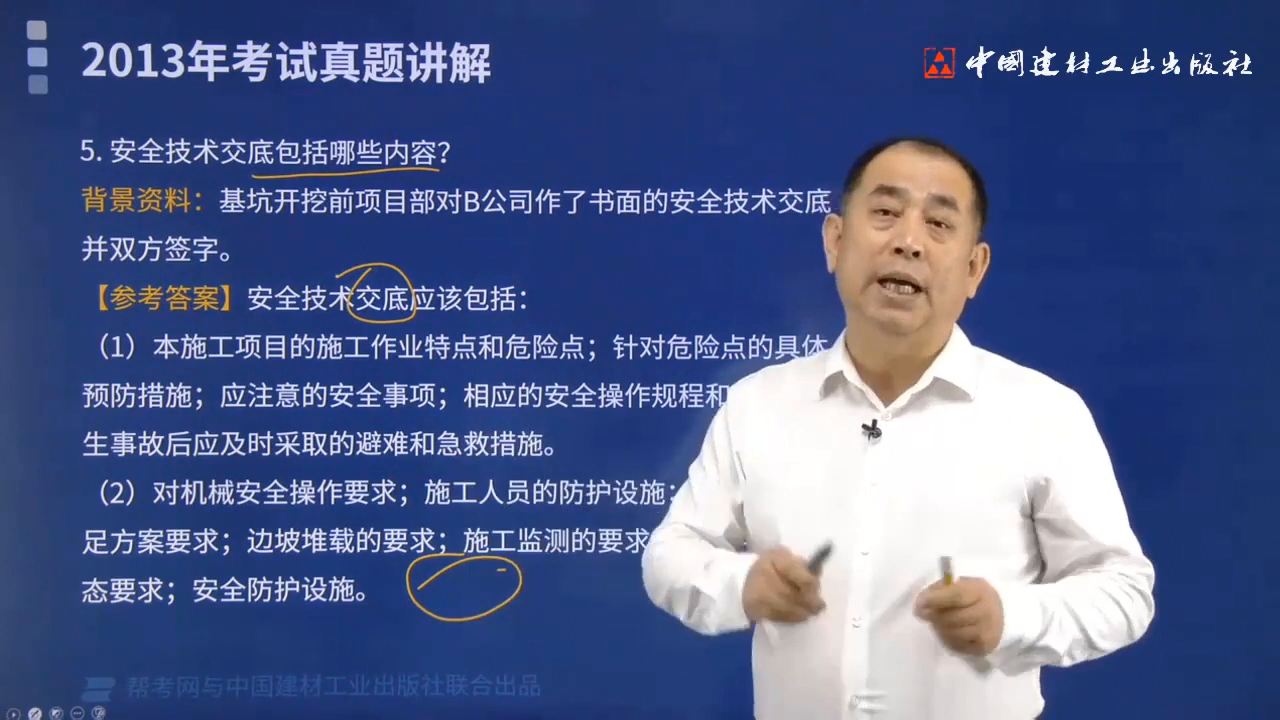 2013年考试真题讲解
中国建材工业出版社
5. 安全技术交底包括哪些内容？
背景资料：基坑开挖前项目部对B公司作了书面的安全技术交底
并双方签字。
【参考答案】安全技术交底应该包括：
（1）本施工项目的施工作业特点和危险点；针对危险点的具体
预防措施；应注意的安全事项；相应的安全操作规程和
生事故后应及时采取的避难和急救措施。
（2）对机械安全操作要求；施工人员的防护设施；
足方案要求；边坡堆载的要求；施工监测的要求
态要求；安全防护设施。
帮考网与中国建材工业出版社联合出品